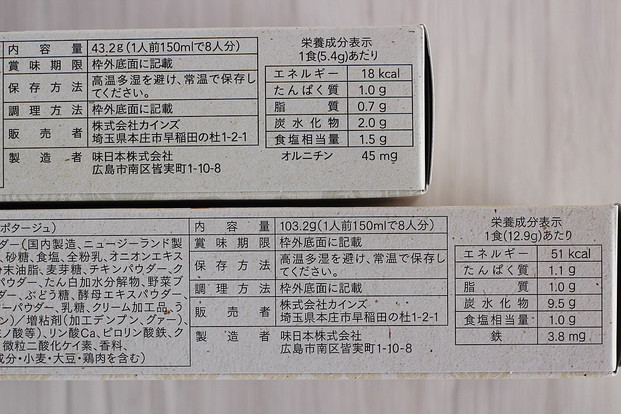 内容量 43.2g(1人前150mlで8人分)
賞味期限 枠外底面に記載
保存方法 高温多湿を避け、常温で保存し
てください。
調理方法 枠外底面に記載
販売者 株式会社カインズ
埼玉県本庄市早稲田の杜1-2-1
製造者 味日本株式会社
広島市南区皆実町1-10-8
栄養成分表示
1食(5.4g)あたり
エネルギー 18 kcal
たんぱく質 1.0 g
脂質 0.7 g
炭水化物 2.0 g
食塩相当量 1.5 g
オルニチン 45 mg
ポタージュ)
ダー(国内製造、ニュージーランド製
、砂糖、食塩、全粉乳、オニオンエキス
粉末油脂、麦芽糖、チキンパウダー、ク
パウダー、たん白加水分解物、野菜ブ
ダー、ぶどう糖、酵母エキスパウダー、
ーパウダー、乳糖、クリーム加工品、う
ン)/増粘剤(加工デンプン、グァー)、
ミノ酸等)、リン酸Ca、ピロリン酸鉄、ク
微粒二酸化ケイ素、香料、
成分・小麦・大豆・鶏肉を含む)
内容量 103.2g(1人前150mlで8人分)
賞味期限 枠外底面に記載
保存方法 高温多湿を避け、常温で保存し
てください。
調理方法 枠外底面に記載
販売者 株式会社カインズ
埼玉県本庄市早稲田の杜1-2-1
製造者 味日本株式会社
広島市南区皆実町1-10-8
栄養成分表示
1食(12.9g)あたり
エネルギー 51 kcal
たんぱく質 1.1 g
脂質 1.0 g
炭水化物 9.5 g
食塩相当量 1.0 g
鉄 3.8 mg